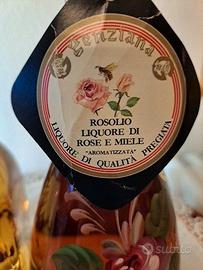 Genziana
ROSOLIO
LIQUORE DI
ROSE E MIELE
"AROMATIZZATA"
LIQUORE DI QUALITÀ PREGIATA
subito